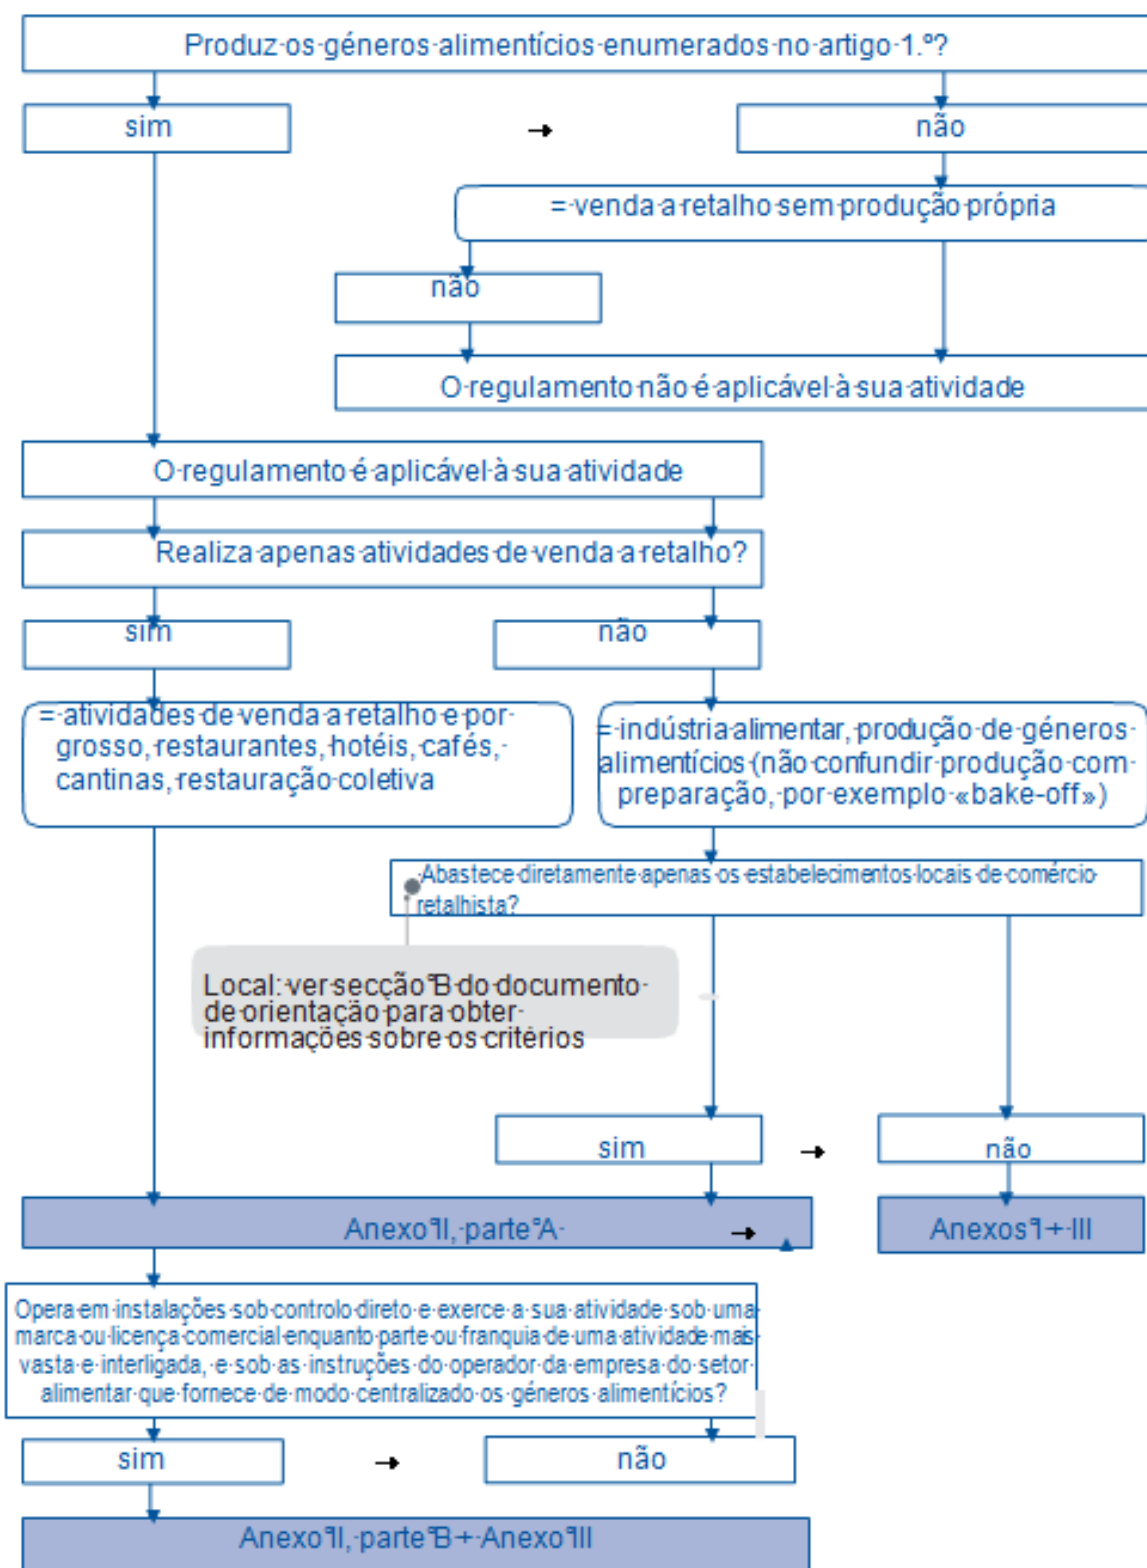 Produz os géneros alimentícios enumerados no artigo 1.º?
sim
não
= venda a retalho sem produção própria
não
O regulamento não é aplicável à sua atividade
O regulamento é aplicável à sua atividade
Realiza apenas atividades de venda a retalho?
sim
não
= atividades de venda a retalho e por
grosso, restaurantes, hotéis, cafés,
cantinas, restauração coletiva
= indústria alimentar, produção de géneros
alimentícios (não confundir produção com
preparação, por exemplo «bake-off»)
Abastece diretamente apenas os estabelecimentos locais de comércio
retalhista?
Local: ver secção B do documento
de orientação para obter
informações sobre os critérios
sim
não
Anexo II, parte A
Anexos I + III
Opera em instalações sob controlo direto e exerce a sua atividade sob uma
marca ou licença comercial enquanto parte ou franquia de uma atividade mais
vasta e interligada, e sob as instruções do operador da empresa do setor
alimentar que fornece de modo centralizado os géneros alimentícios?
sim
não
Anexo II, parte B + Anexo III